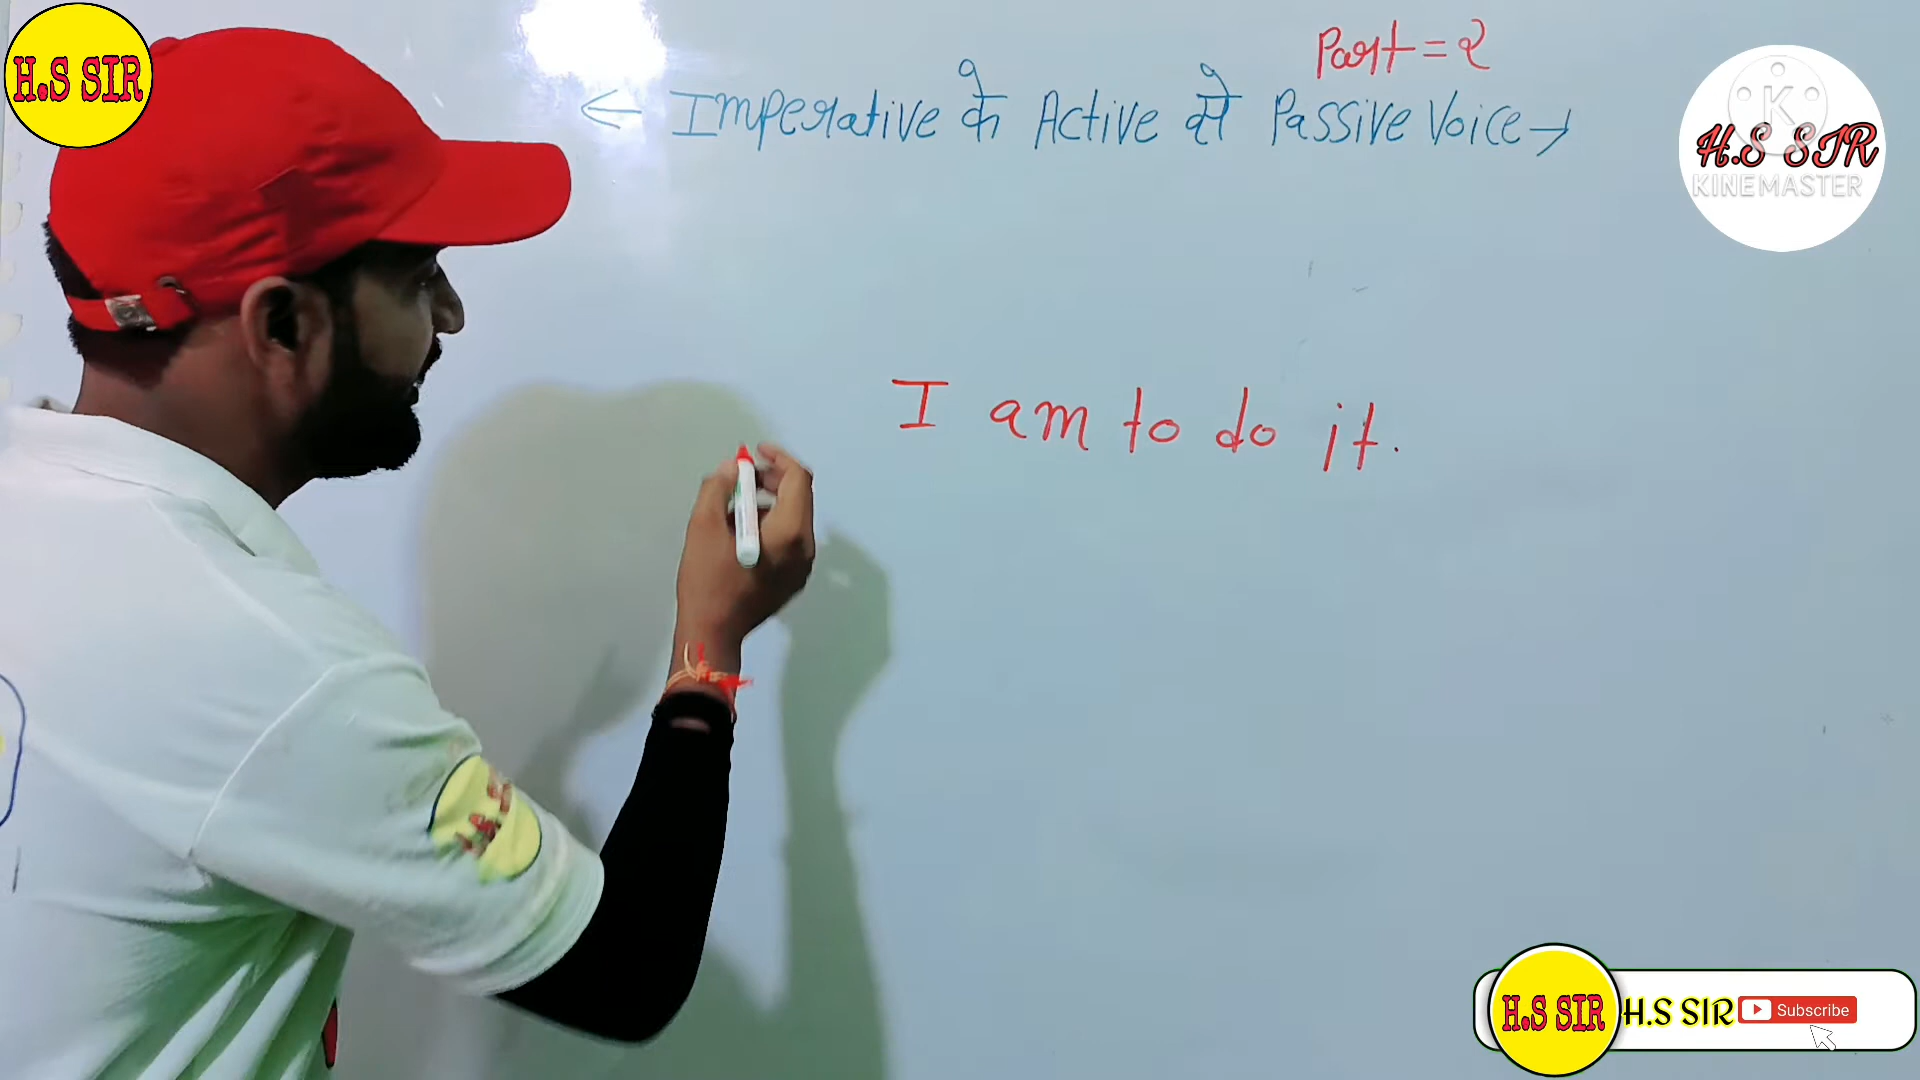 H.S SIR
Part = २
← Imperative के Active से Passive Voice →
H.S SIR
KINEMASTER
I am to do it.
H.S SIR
H.S SIR
Subscribe